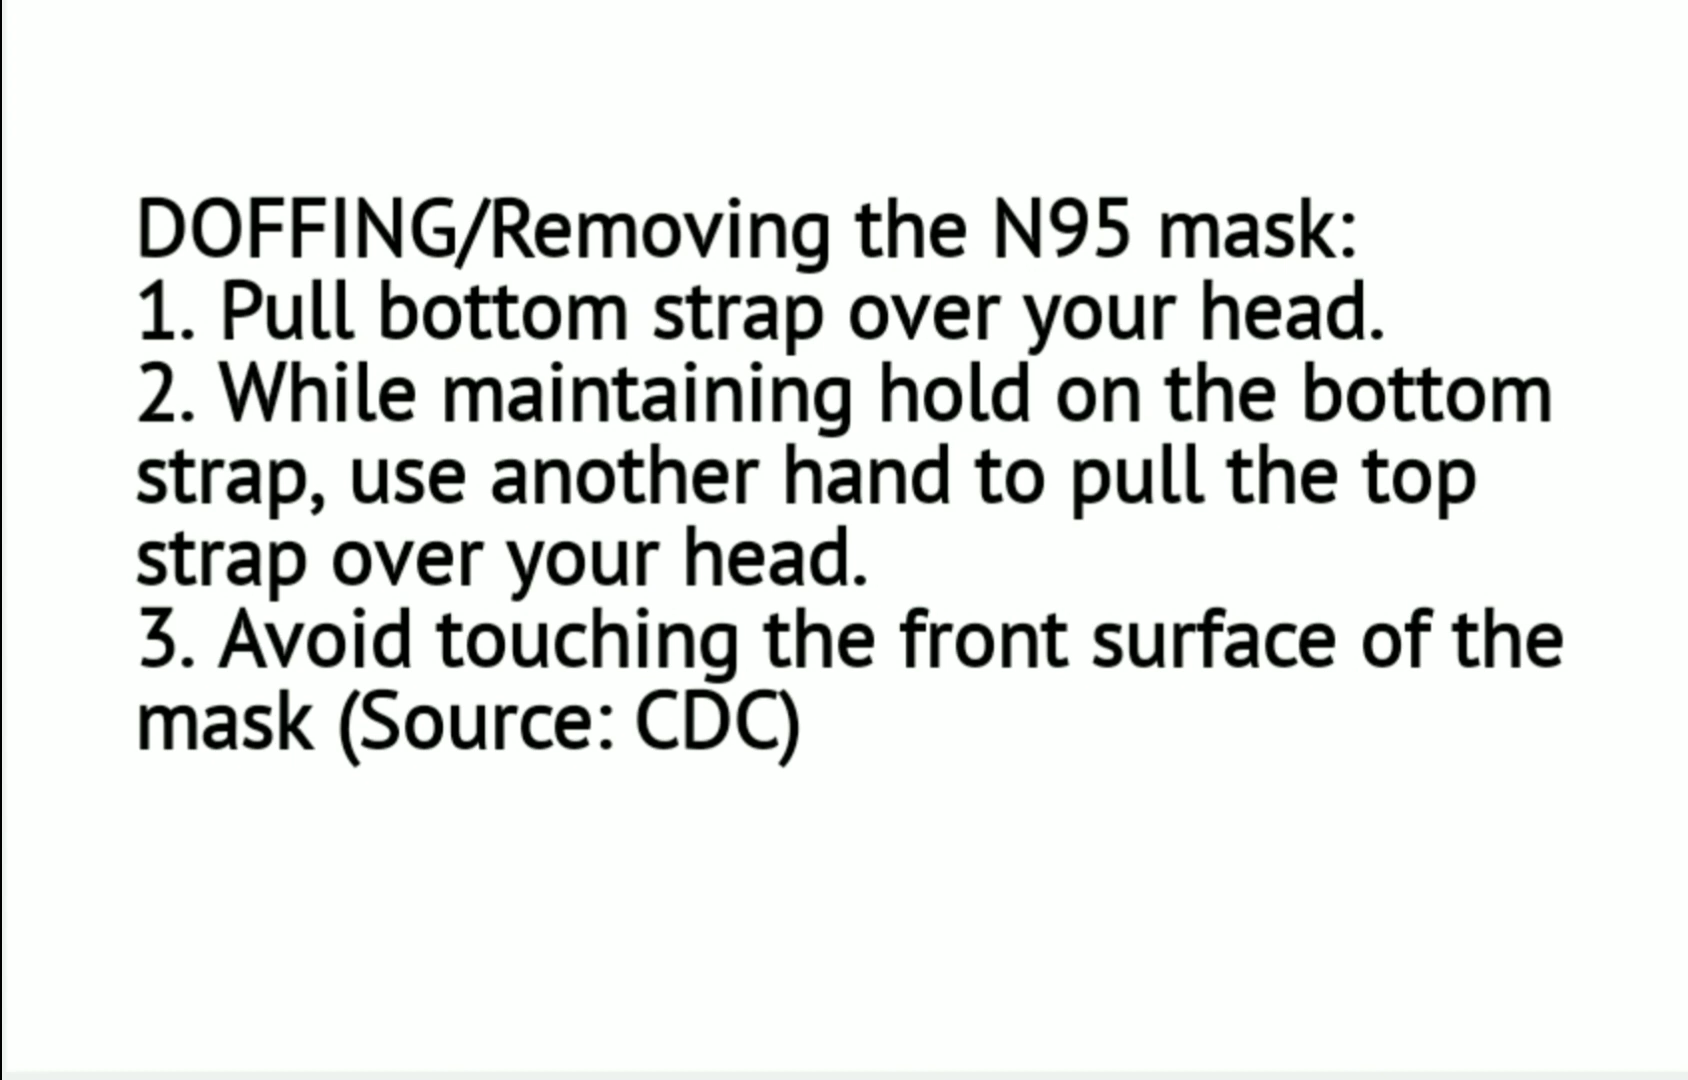 DOFFING/Removing the N95 mask:
1. Pull bottom strap over your head.
2. While maintaining hold on the bottom
strap, use another hand to pull the top
strap over your head.
3. Avoid touching the front surface of the
mask (Source: CDC)